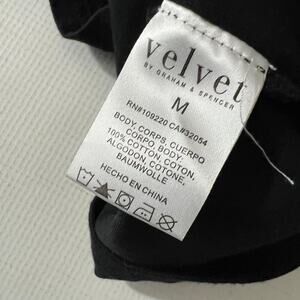 velvet
BY GRAHAM & SPENCER
M
RN#109220 CA#32054
BODY, CORPS, CUERPO
CORPO, BODY
100% COTTON, COTON,
ALGODON, COTONE,
BAUMWOLLE
HECHO EN CHINA